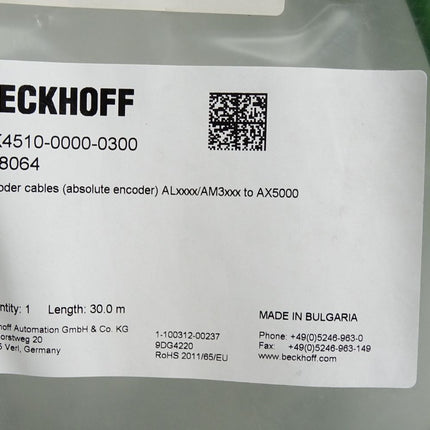 ECKHOFF
4510-0000-0300
8064
oder cables (absolute encoder) ALxxxx/AM3xxx to AX5000
ntity: 1 Length: 30.0 m
hoff Automation GmbH & Co. KG
orstweg 20
5 Verl, Germany
1-100312-00237
9DG4220
RoHS 2011/65/EU
MADE IN BULGARIA
Phone: +49(0)5246-963-0
Fax: +49(0)5246-963-149
www.beckhoff.com